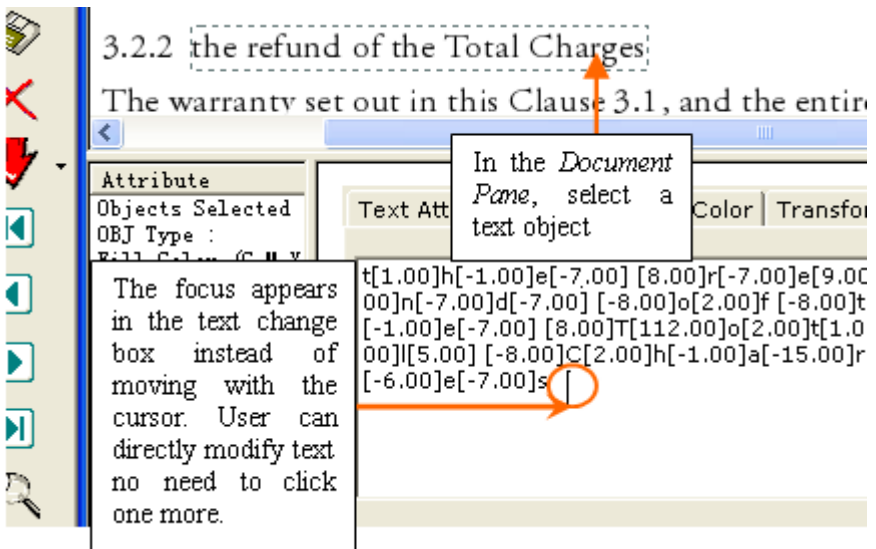 3.2.2 the refund of the Total Charges
The warranty set out in this Clause 3.1, and the entire
In the Document
Pane, select a
text object
Attribute
Objects Selected
OBJ Type :
Text Att
Color
Transfor
The focus appears
in the text change
box instead of
moving with the
cursor. User can
directly modify text
no need to click
one more.
t[1.00]h[-1.00]e[-7.00] [8.00]r[-7.00]e[9.00
00]n[-7.00]d[-7.00] [-8.00]o[2.00]f [-8.00]t
[-1.00]e[-7.00] [8.00]T[112.00]o[2.00]t[1.0
00]l[5.00] [-8.00]C[2.00]h[-1.00]a[-15.00]r
[-6.00]e[-7.00]s